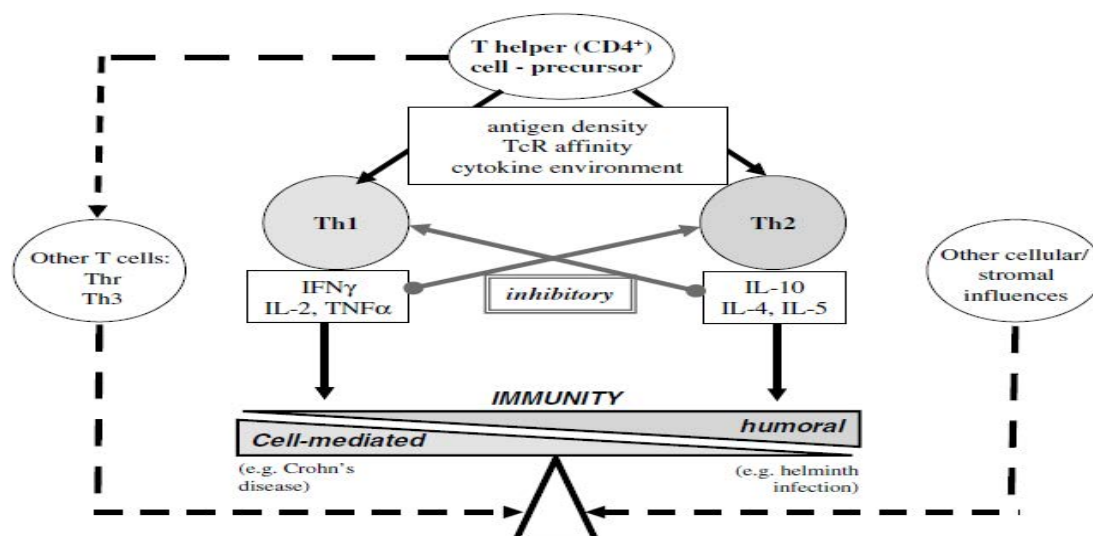 T helper (CD4⁺)
cell - precursor
antigen density
TcR affinity
cytokine environment
Th1
Th2
Other T cells:
Thr
Th3
Other cellular/
stromal
influences
IFNγ
IL-2, TNFα
inhibitory
IL-10
IL-4, IL-5
IMMUNITY
humoral
Cell-mediated
(e.g. Crohn's
disease)
(e.g. helminth
infection)